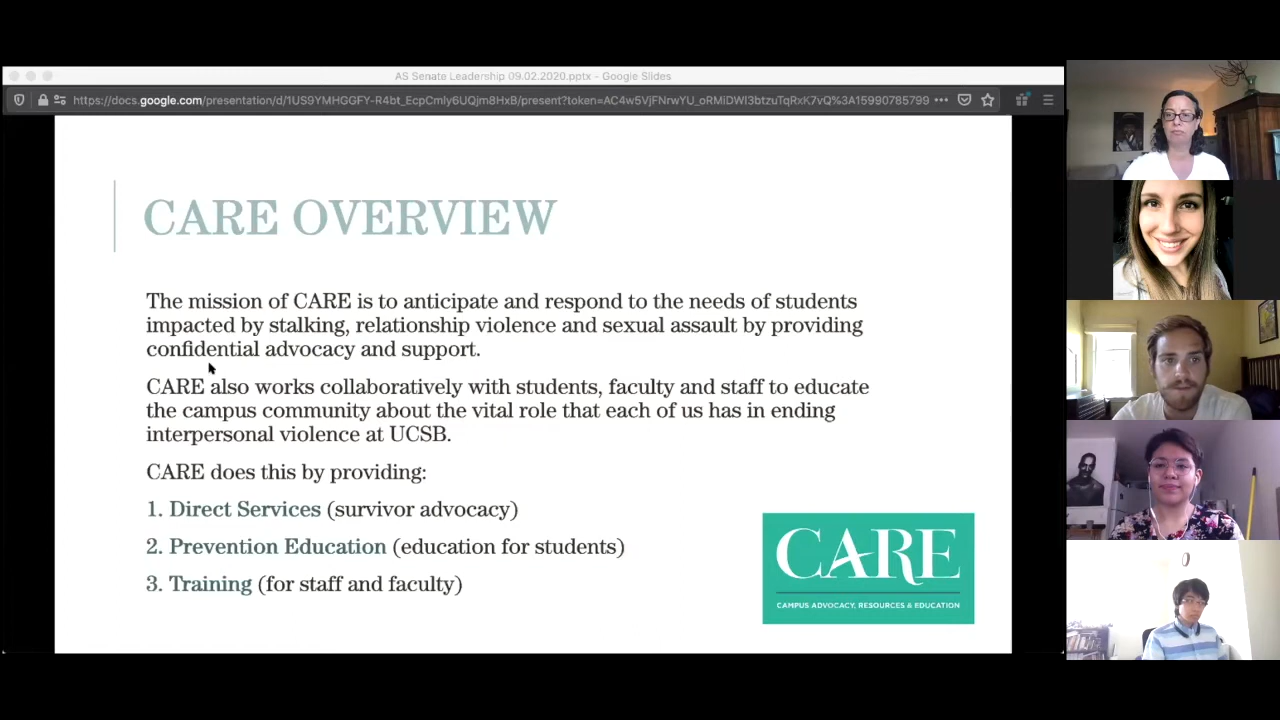 AS Senate Leadership 09.02.2020.pptx - Google Slides
https://docs.google.com/presentation/d/1US9YMHGGFY-R4bt_EcpCmIy6UQjm8HxB/present?token=AC4w5VjFNrwYU_oRMiDWI3btzuTqRxK7vQ%3A15990785799
CARE OVERVIEW
The mission of CARE is to anticipate and respond to the needs of students
impacted by stalking, relationship violence and sexual assault by providing
confidential advocacy and support.
CARE also works collaboratively with students, faculty and staff to educate
the campus community about the vital role that each of us has in ending
interpersonal violence at UCSB.
CARE does this by providing:
1. Direct Services (survivor advocacy)
2. Prevention Education (education for students)
3. Training (for staff and faculty)
CARE
CAMPUS ADVOCACY, RESOURCES & EDUCATION